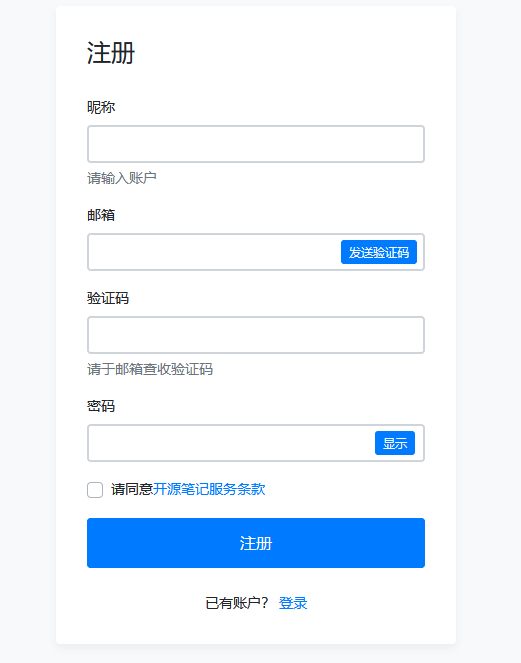 注册
昵称
请输入账户
邮箱
发送验证码
验证码
请于邮箱查收验证码
密码
显示
请同意开源笔记服务条款
注册
已有账户？ 登录